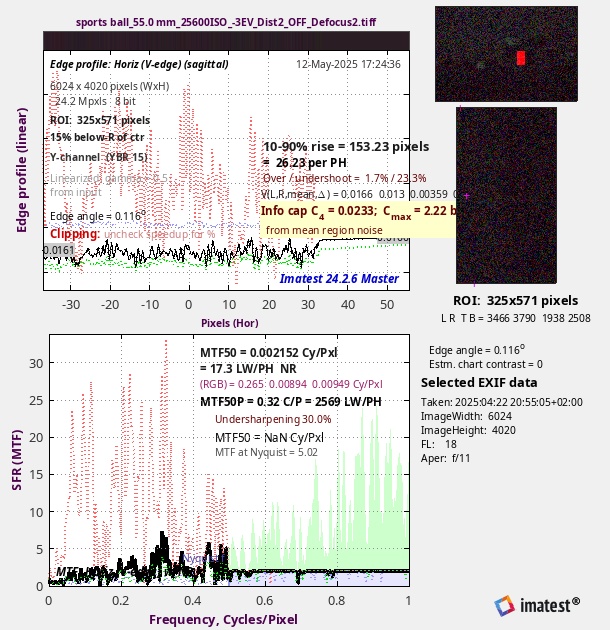 sports ball_55.0 mm_25600ISO_-3EV_Dist2_OFF_Defocus2.tiff
Edge profile: Horiz (V-edge) (sagittal)
12-May-2025 17:24:36
6024 x 4020 pixels (WxH)
24.2 Mpxls 8 bit
ROI: 325x571 pixels
15% below-R of ctr
Y-channel (YBR 15)
Linearized
from input
Edge angle = 0.116o
Clipping: uncheck speedup for %
10-90% rise = 153.23 pixels
= 26.23 per PH
Over / undershoot = 1.7% / 23.3%
V(L,R,mean,Δ) = 0,0166 0.013 0.00359
Info cap C4 = 0.0233; Cmax = 2.22 b
from mean region noise
0.0161
Imatest 24.2.6 Master
Edge profile (linear)
-30 -20 -10 0 10 20 30 40 50
Pixels (Hor)
MTF50 = 0.002152 Cy/Pxl
= 17.3 LW/PH NR
(RGB) = 0.265 0.00894 0.00949 Cy/Pxl
MTF50P = 0.32 C/P = 2569 LW/PH
Undersharpening 30.0%
MTF50 = NaN Cy/Pxl
MTF at Nyquist = 5.02
SFR (MTF)
30
25
20
15
10
5
0
0 0.2 0.4 0.6 0.8 1
Frequency, Cycles/Pixel
ROI: 325x571 pixels
L R T B = 3466 3790 1938 2508
Edge angle = 0.116o
Estm. chart contrast = 0
Selected EXIF data
Taken: 2025:04:22 20:55:05+02:00
ImageWidth: 6024
ImageHeight: 4020
FL: 18
Aper: f/11
imatest®